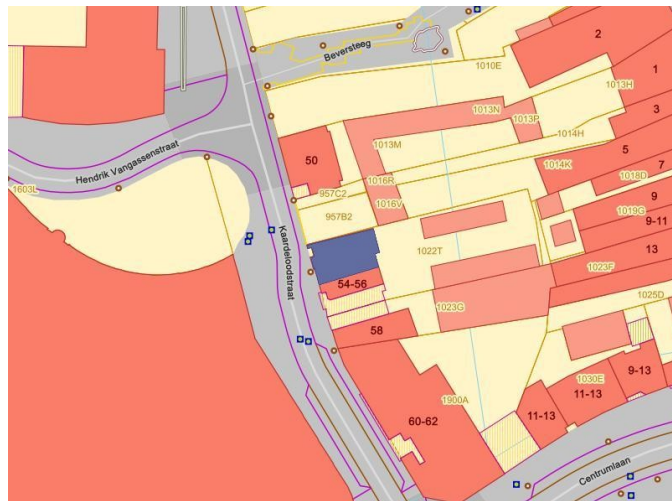 2
Beversteeg
1010E
1
1013H
1013N
3
1013P
Hendrik Vangassenstraat
50
1013M
1014H
5
1603L
957C2
1016R
1014K
7
1018D
1016V
9
957B2
1019G
9-11
Kaardeloodstraat
1022T
13
54-56
1023F
1025D
1023G
58
9-13
1030E
11-13
1900A
60-62
11-13
Centrumlaan